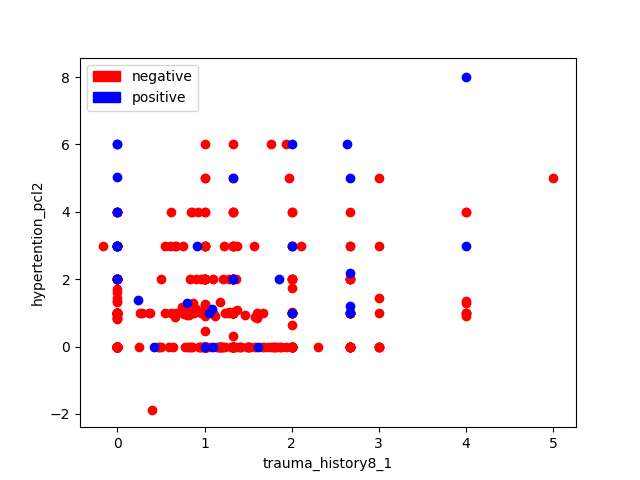 negative
positive
hypertention_pcl2
8
6
4
2
0
−2
0 1 2 3 4 5
trauma_history8_1